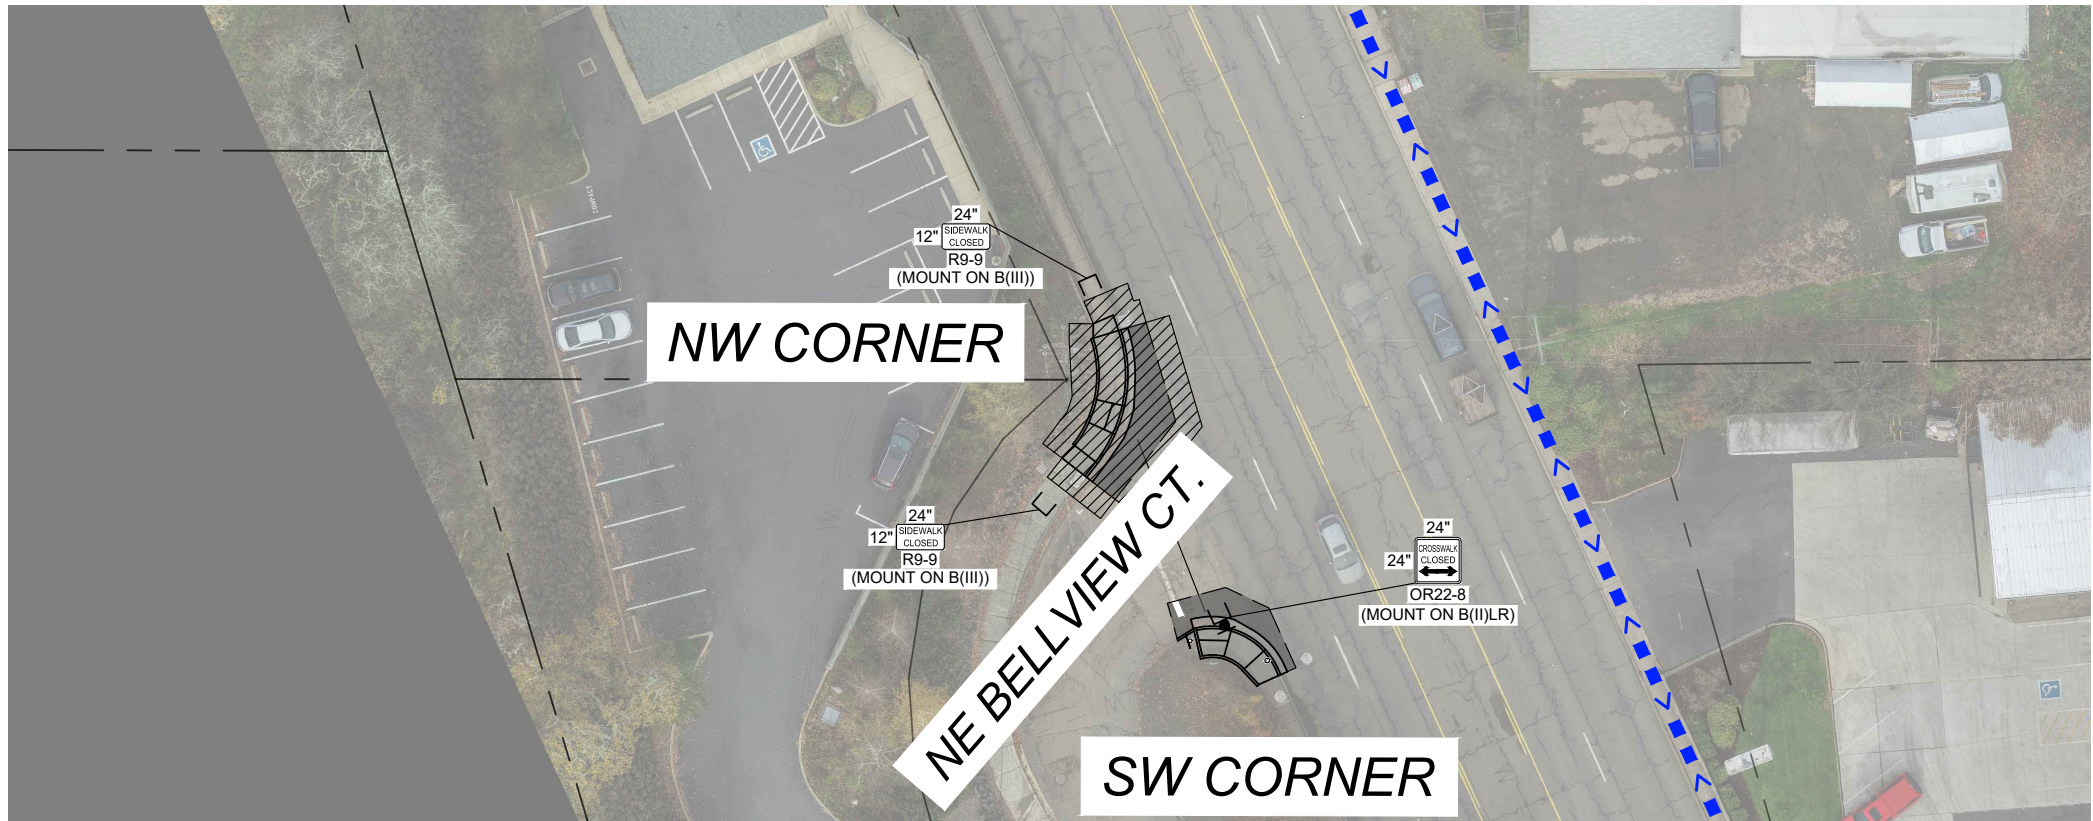 COMPACT
24"
12"
SIDEWALK
CLOSED
R9-9
(MOUNT ON B(III))
NW CORNER
24"
12"
SIDEWALK
CLOSED
R9-9
(MOUNT ON B(III))
NE BELLVIEW CT.
24"
24"
CROSSWALK
CLOSED
OR22-8
(MOUNT ON B(II)LR)
SW CORNER